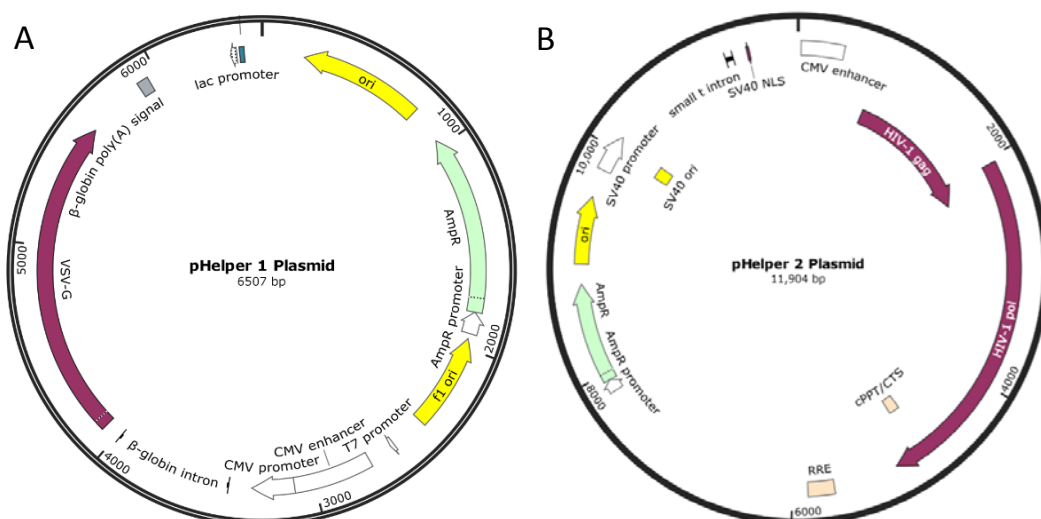 A
6000
lac promoter
β-globin poly(A) signal
ori
1000
AmpR
AmpR promoter
2000
f1 ori
T7 promoter
CMV enhancer
CMV promoter
3000
β-globin intron
4000
VSV-G
5000
pHelper 1 Plasmid
6507 bp
B
small t intron
SV40 NLS
CMV enhancer
2000
HIV-1 gag
HIV-1 pol
4000
cPPT/CTS
RRE
6000
8000
AmpR promoter
AmpR
ori
10,000
SV40 promoter
SV40 ori
pHelper 2 Plasmid
11,904 bp